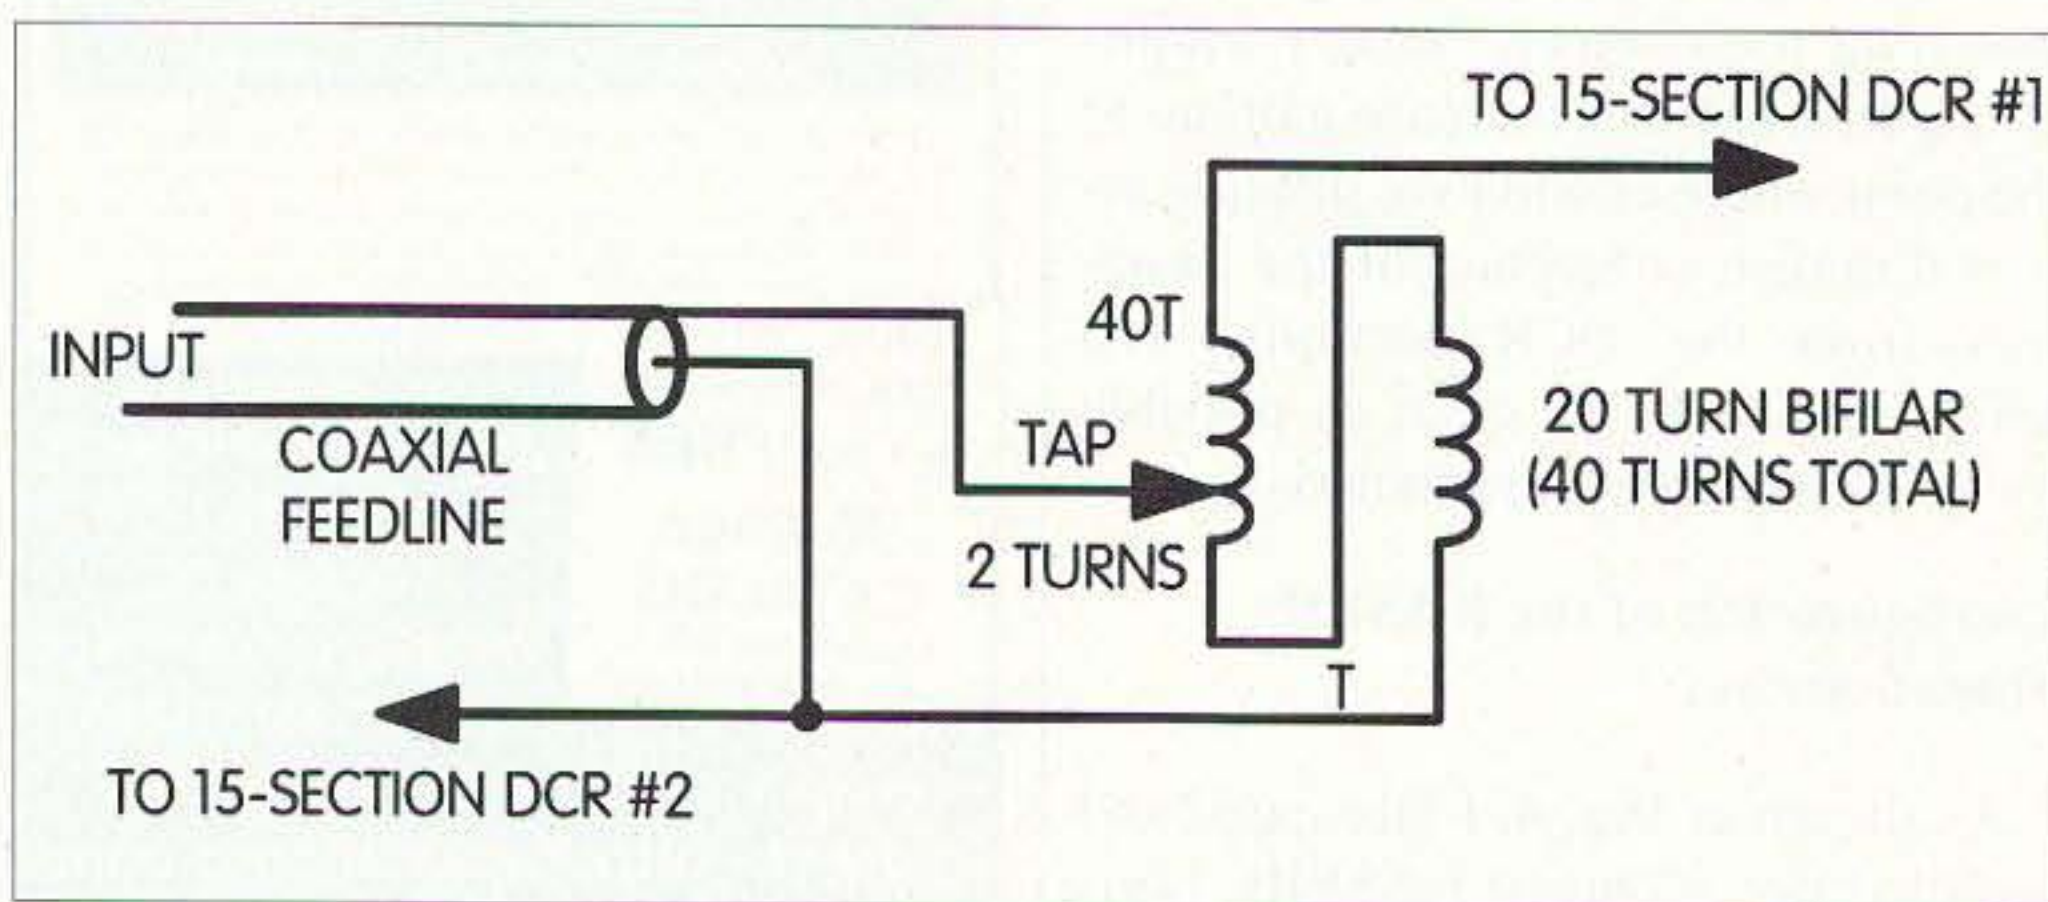 TO 15-SECTION DCR #1
40T
INPUT
20 TURN BIFILAR
(40 TURNS TOTAL)
TAP
COAXIAL
FEEDLINE
2 TURNS
T
TO 15-SECTION DCR #2